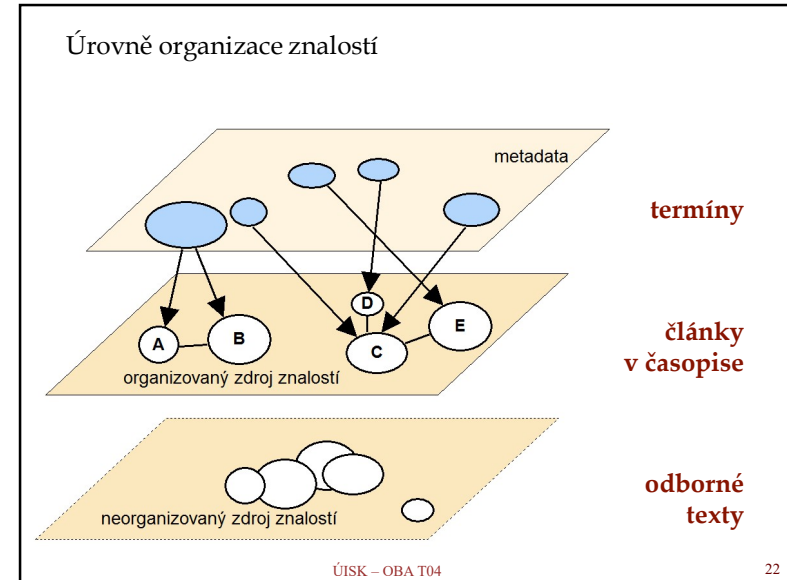 Úrovně organizace znalostí
metadata
termíny
D
E
A
B
C
organizovaný zdroj znalostí
články
v časopise
neorganizovaný zdroj znalostí
odborné
texty
ÚISK – OBA T04
22